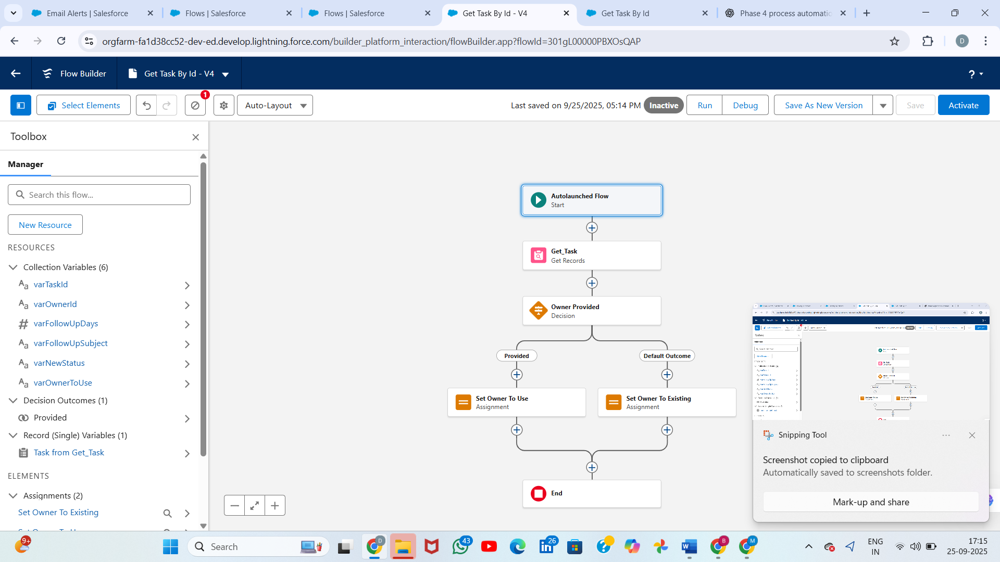 Email Alerts | Salesforce
Flows | Salesforce
Flows | Salesforce
Get Task By Id - V4
Get Task By Id
Phase 4 process automatio
orgfarm-fa1d38cc52-dev-ed.develop.lightning.force.com/builder_platform_interaction/flowBuilder.app?flowId=301gL00000PBXOsQAP
D
Flow Builder
Get Task By Id - V4
?
Select Elements
1
Auto-Layout
Last saved on 9/25/2025, 05:14 PM
Inactive
Run
Debug
Save As New Version
Save
Activate
Toolbox
Manager
Search this flow...
New Resource
RESOURCES
Collection Variables (6)
varTaskId
varOwnerId
varFollowUpDays
varFollowUpSubject
varNewStatus
varOwnerToUse
Decision Outcomes (1)
Provided
Record (Single) Variables (1)
Task from Get_Task
ELEMENTS
Assignments (2)
Set Owner To Existing
Autolaunched Flow
Start
Get_Task
Get Records
Owner Provided
Decision
Provided
Default Outcome
Set Owner To Use
Assignment
Set Owner To Existing
Assignment
End
Snipping Tool
Screenshot copied to clipboard
Automatically saved to screenshots folder.
Mark-up and share
9+
Search
D
43
26
B
M
ENG
IN
17:15
25-09-2025